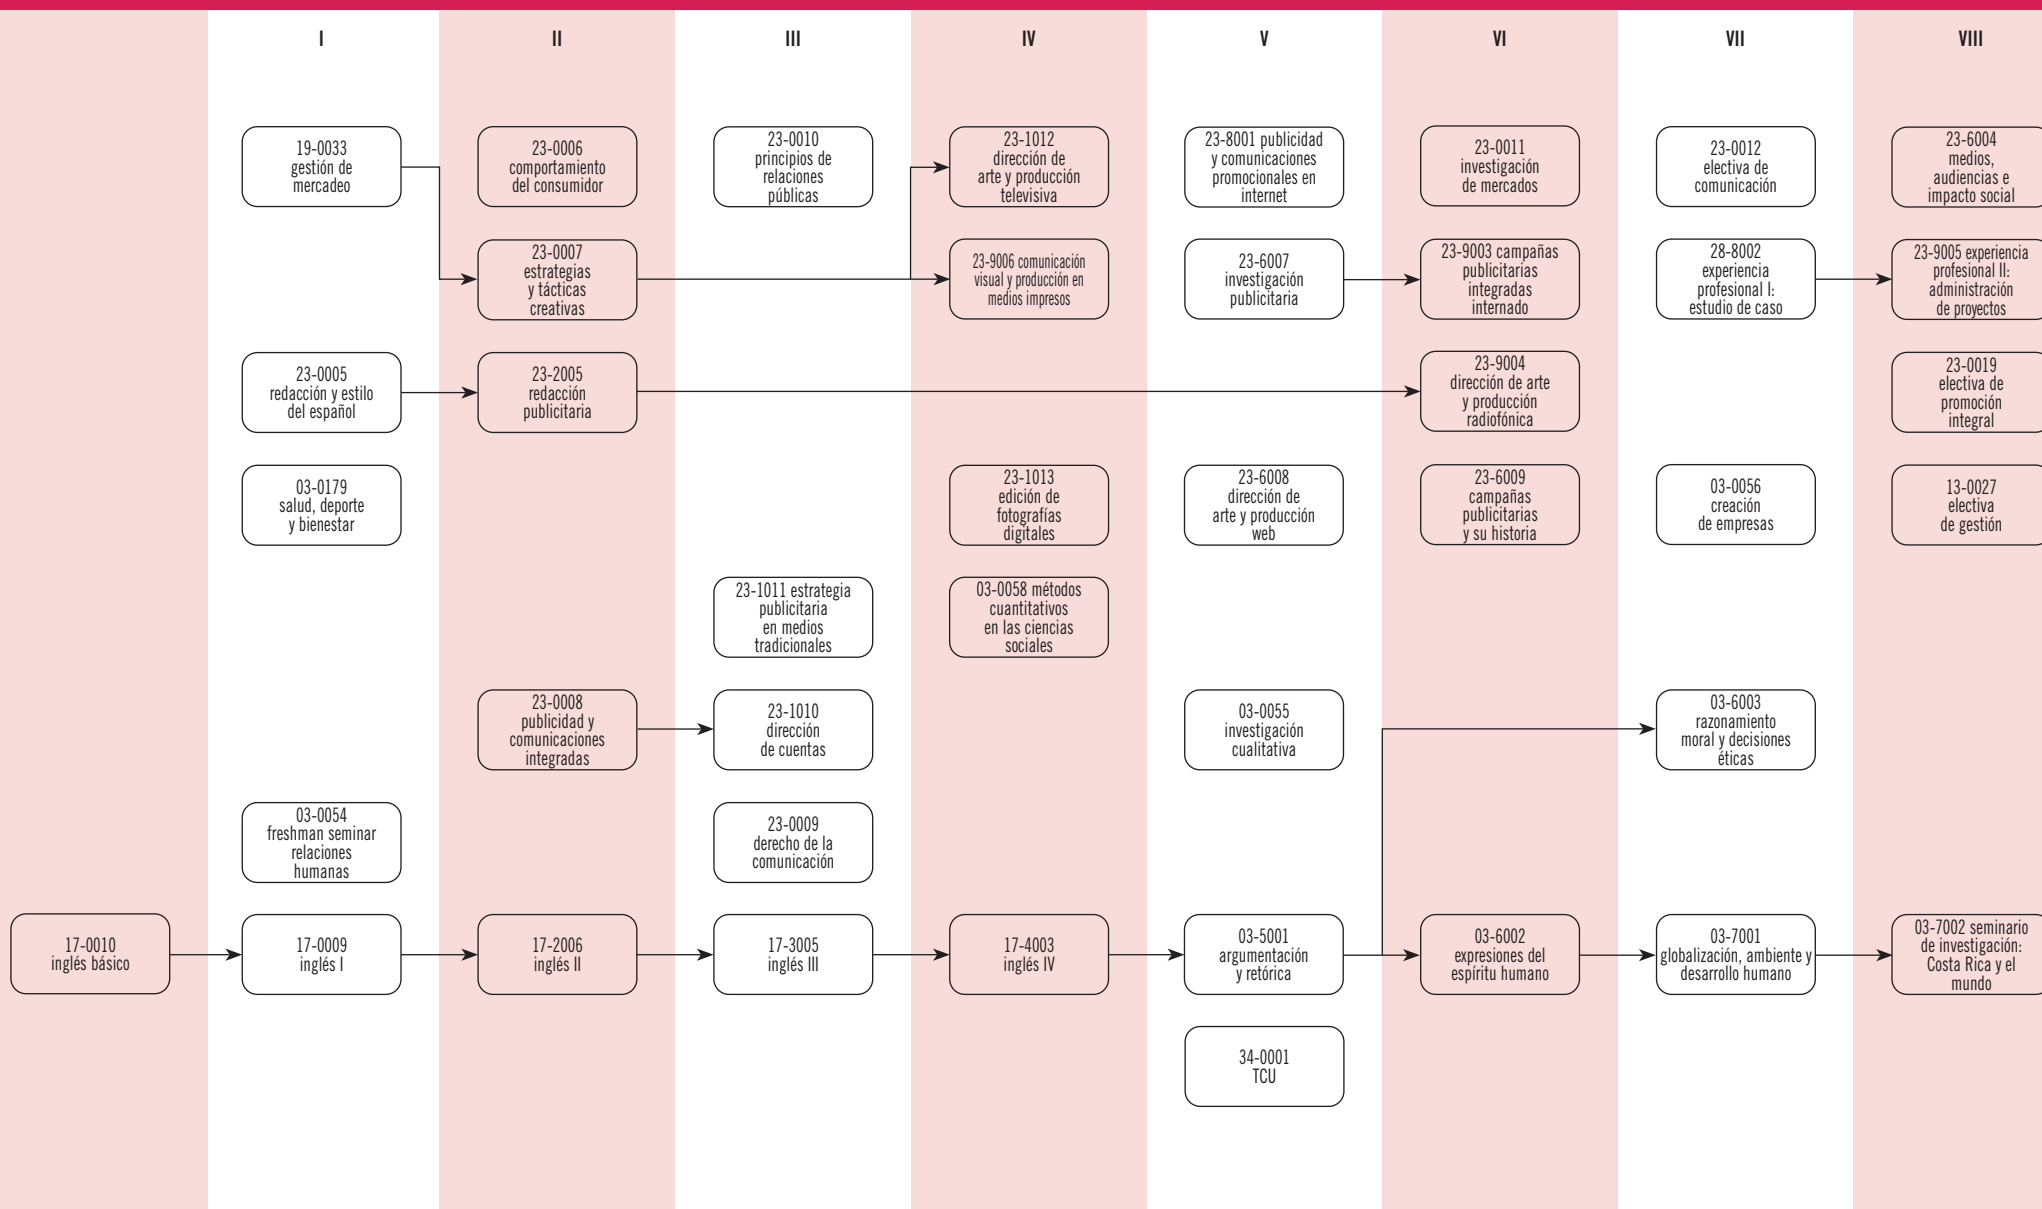 I
II
III
IV
V
VI
VII
VIII
19-0033
gestión de
mercadeo
23-0006
comportamiento
del consumidor
23-0010
principios de
relaciones
públicas
23-1012
dirección de
arte y producción
televisiva
23-8001 publicidad
y comunicaciones
promocionales en
internet
23-0011
investigación
de mercados
23-0012
electiva de
comunicación
23-6004
medios,
audiencias e
impacto social
23-0007
estrategias
y tácticas
creativas
23-9006 comunicación
visual y producción en
medios impresos
23-6007
investigación
publicitaria
23-9003 campañas
publicitarias
integradas
internado
28-8002
experiencia
profesional I:
estudio de caso
23-9005 experiencia
profesional II:
administración
de proyectos
23-0005
redacción y estilo
del español
23-2005
redacción
publicitaria
23-9004
dirección de arte
y producción
radiofónica
23-0019
electiva de
promoción
integral
03-0179
salud, deporte
y bienestar
23-1013
edición de
fotografías
digitales
23-6008
dirección de
arte y producción
web
23-6009
campañas
publicitarias
y su historia
03-0056
creación
de empresas
13-0027
electiva
de gestión
23-1011 estrategia
publicitaria
en medios
tradicionales
03-0058 métodos
cuantitativos
en las ciencias
sociales
23-0008
publicidad y
comunicaciones
integradas
23-1010
dirección
de cuentas
03-0055
investigación
cualitativa
03-6003
razonamiento
moral y decisiones
éticas
03-0054
freshman seminar
relaciones
humanas
23-0009
derecho de la
comunicación
17-0010
inglés básico
17-0009
inglés I
17-2006
inglés II
17-3005
inglés III
17-4003
inglés IV
03-5001
argumentación
y retórica
03-6002
expresiones del
espíritu humano
03-7001
globalización, ambiente y
desarrollo humano
03-7002 seminario
de investigación:
Costa Rica y el
mundo
34-0001
TCU